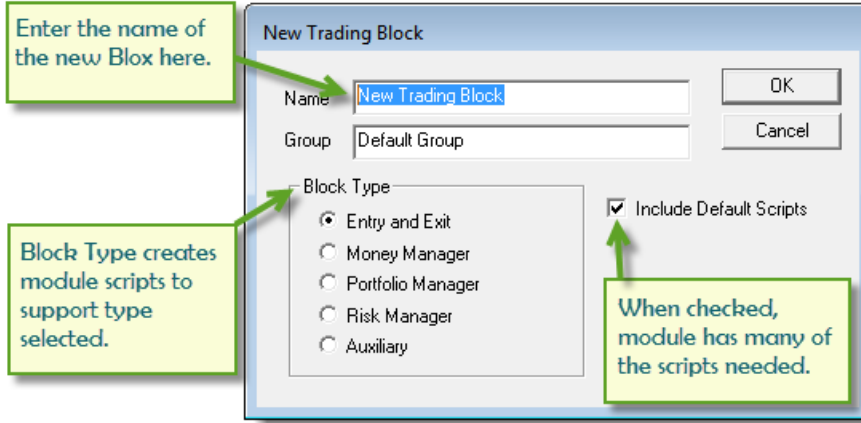 Enter the name of
the new Blox here.
New Trading Block
Name
New Trading Block
OK
Group
Default Group
Cancel
Block Type
Entry and Exit
Include Default Scripts
Money Manager
Portfolio Manager
Risk Manager
Auxiliary
Block Type creates
module scripts to
support type
selected.
When checked,
module has many of
the scripts needed.